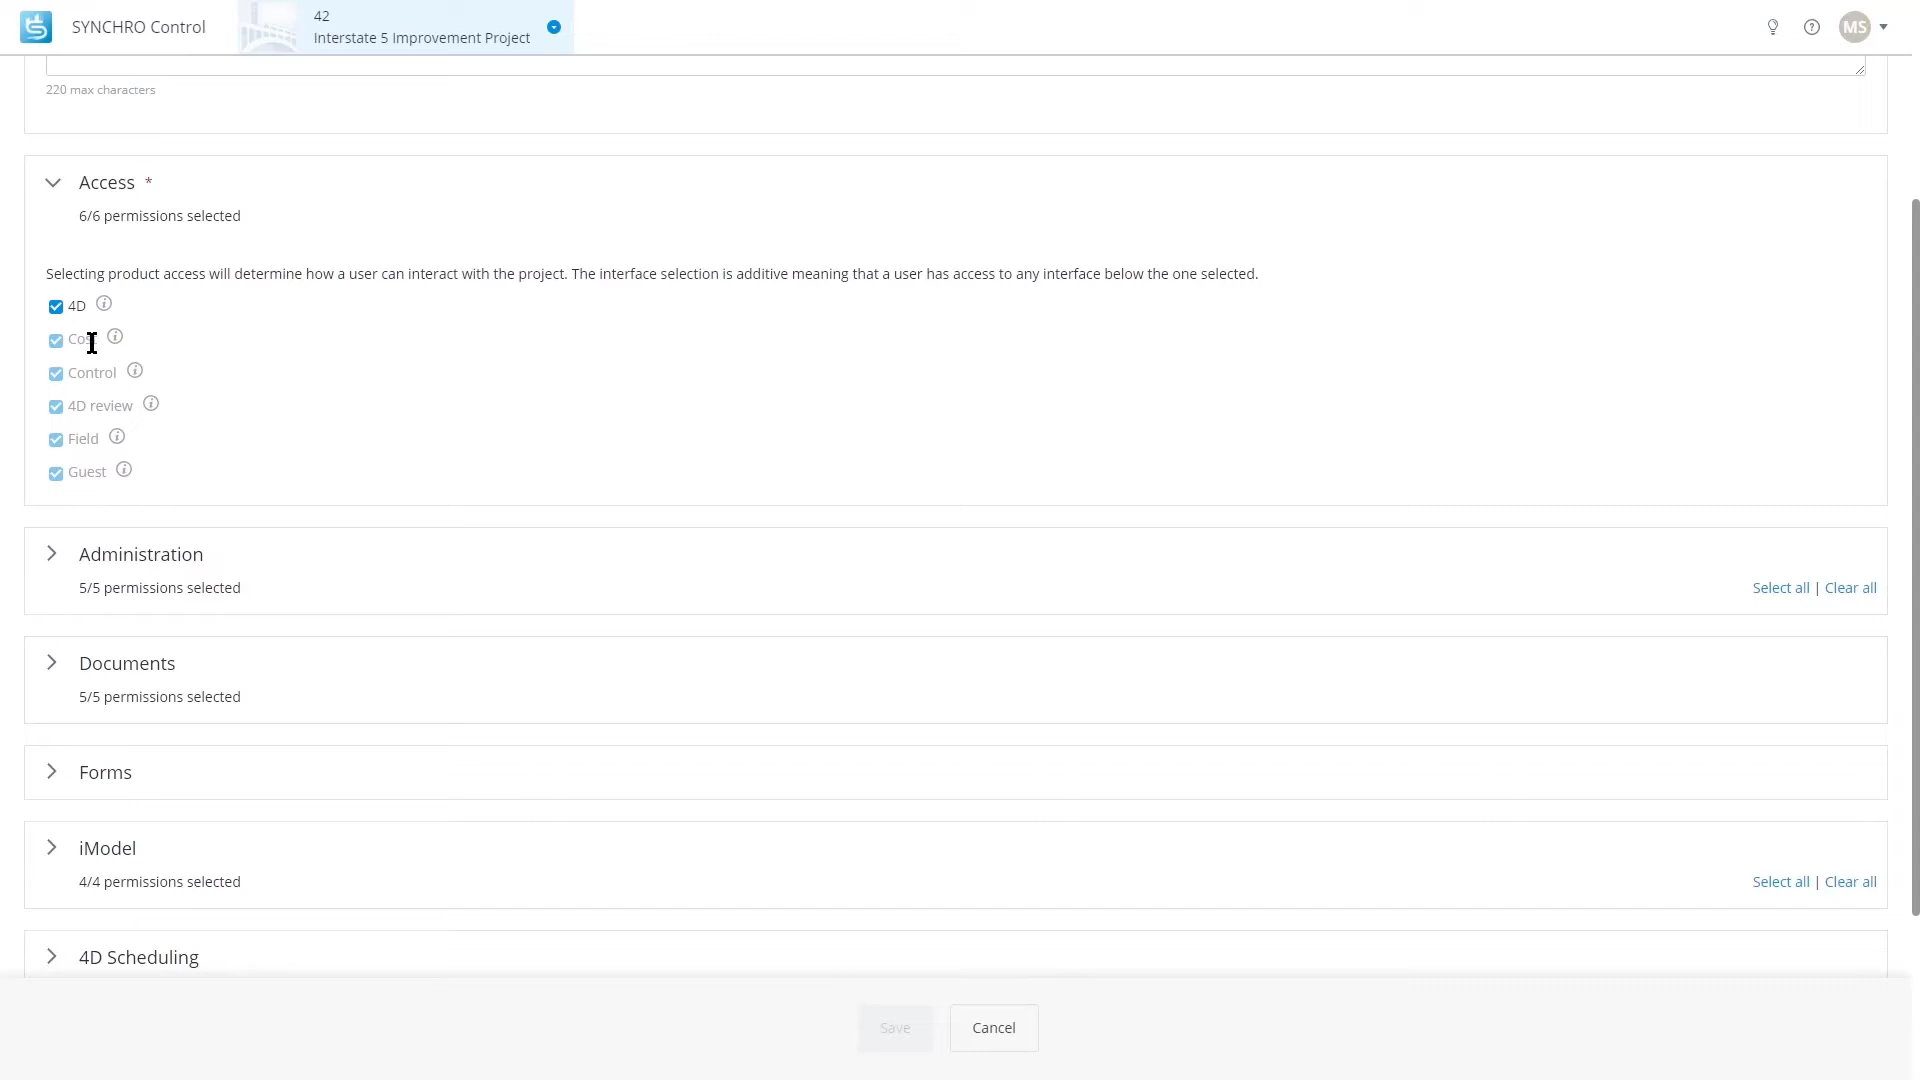 SYNCHRO Control
42
Interstate 5 Improvement Project
MS
220 max characters
Access *
6/6 permissions selected
Selecting product access will determine how a user can interact with the project. The interface selection is additive meaning that a user has access to any interface below the one selected.
4D
Cost
Control
4D review
Field
Guest
Administration
5/5 permissions selected
Select all | Clear all
Documents
5/5 permissions selected
Forms
iModel
4/4 permissions selected
Select all | Clear all
4D Scheduling
Save
Cancel